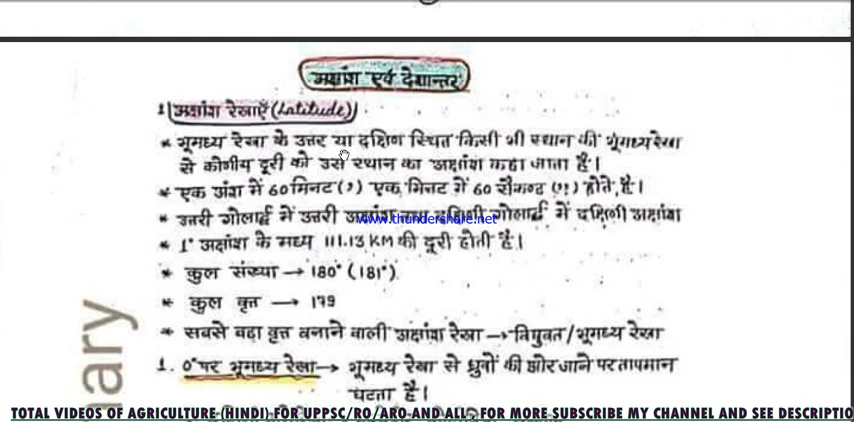 अक्षांश एवं देशान्तर
1) अक्षांश रेखाएँ (Latitude)
* भूमध्य रेखा के उत्तर या दक्षिण स्थित किसी भी स्थान की भूमध्यरेखा
से कोणीय दूरी को उस स्थान का अक्षांश कहा जाता है।
* एक अंश में 60 मिनट (') एक मिनट में 60 सैकण्ड ('') होते है।
* उत्तरी गोलार्द्ध में उत्तरी अक्षांश तथा दक्षिणी गोलार्द्ध में दक्षिणी अक्षांश
www.thundershare.net
* 1° अक्षांश के मध्य 111.13 KM की दूरी होती है।
* कुल संख्या → 180° (181°)
* कुल वृत्त → 179
* सबसे बडा वृत्त बनाने वाली अक्षांश रेखा → विषुवत/भूमध्य रेखा
1. 0° पर भूमध्य रेखा → भूमध्य रेखा से ध्रुवों की ओर जाने पर तापमान
घटता है।
ary
TOTAL VIDEOS OF AGRICULTURE-(HINDI) FOR UPPSC/RO/ARO AND ALL, FOR MORE SUBSCRIBE MY CHANNEL AND SEE DESCRIPTIO